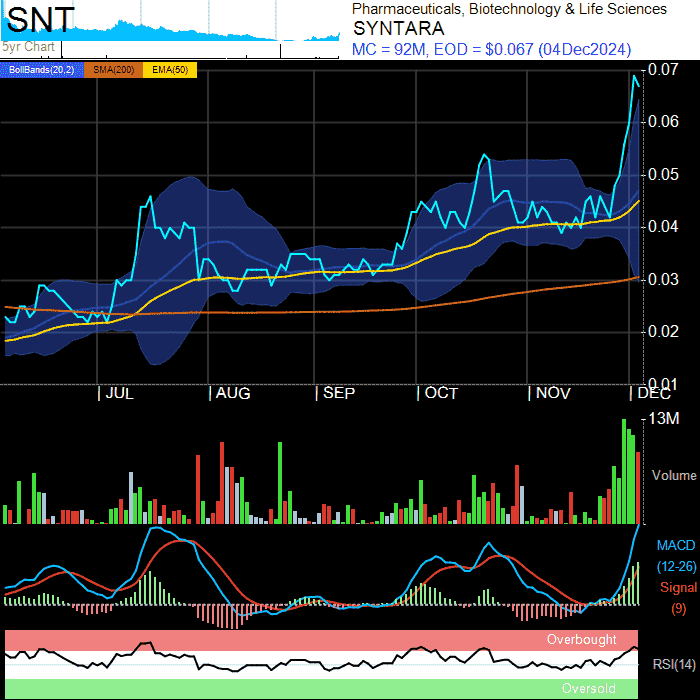 SNT
5yr Chart
Pharmaceuticals, Biotechnology & Life Sciences
SYNTARA
MC = 92M, EOD = $0.067 (04Dec2024)
BollBands(20,2) SMA(200) EMA(50)
0.07
0.06
0.05
0.04
0.03
0.02
0.01
JUL AUG SEP OCT NOV DEC
13M
Volume
MACD
(12-26)
Signal
(9)
Overbought
RSI(14)
Oversold